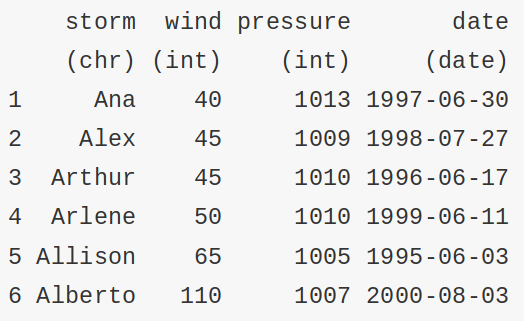 storm wind pressure date
(chr) (int) (int) (date)
1 Ana 40 1013 1997-06-30
2 Alex 45 1009 1998-07-27
3 Arthur 45 1010 1996-06-17
4 Arlene 50 1010 1999-06-11
5 Allison 65 1005 1995-06-03
6 Alberto 110 1007 2000-08-03